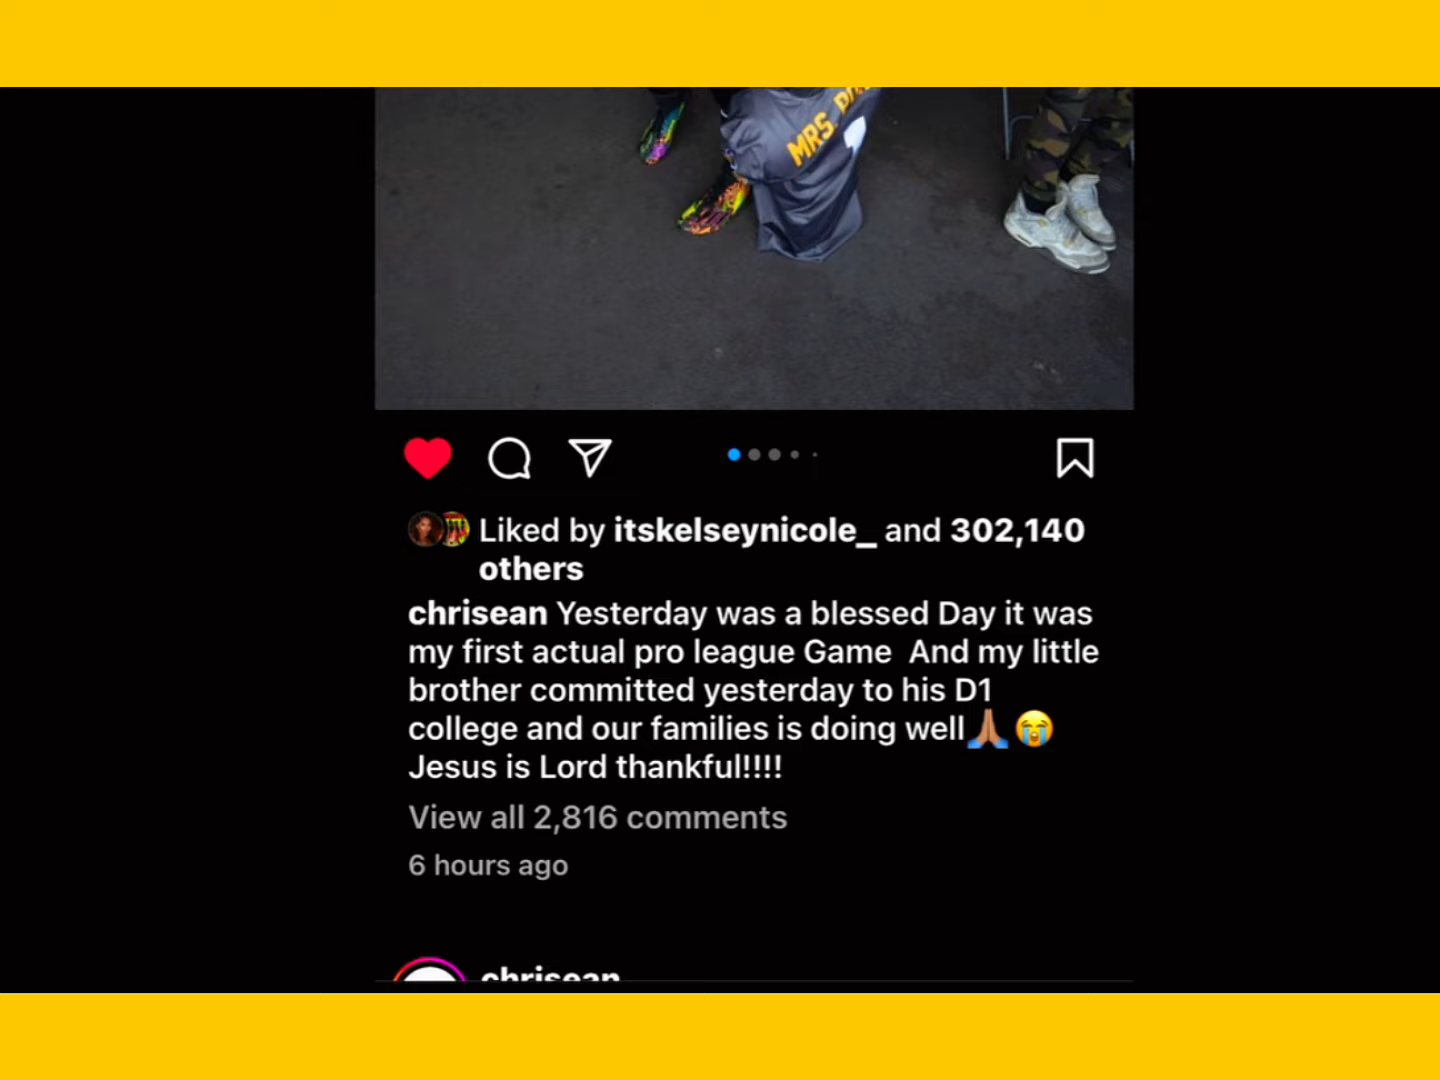 MRS.
Liked by itskelseynicole_ and 302,140
others
chrisean Yesterday was a blessed Day it was
my first actual pro league Game  And my little
brother committed yesterday to his D1
college and our families is doing well🙏🏽😭
Jesus is Lord thankful!!!!
View all 2,816 comments
6 hours ago
chrisean